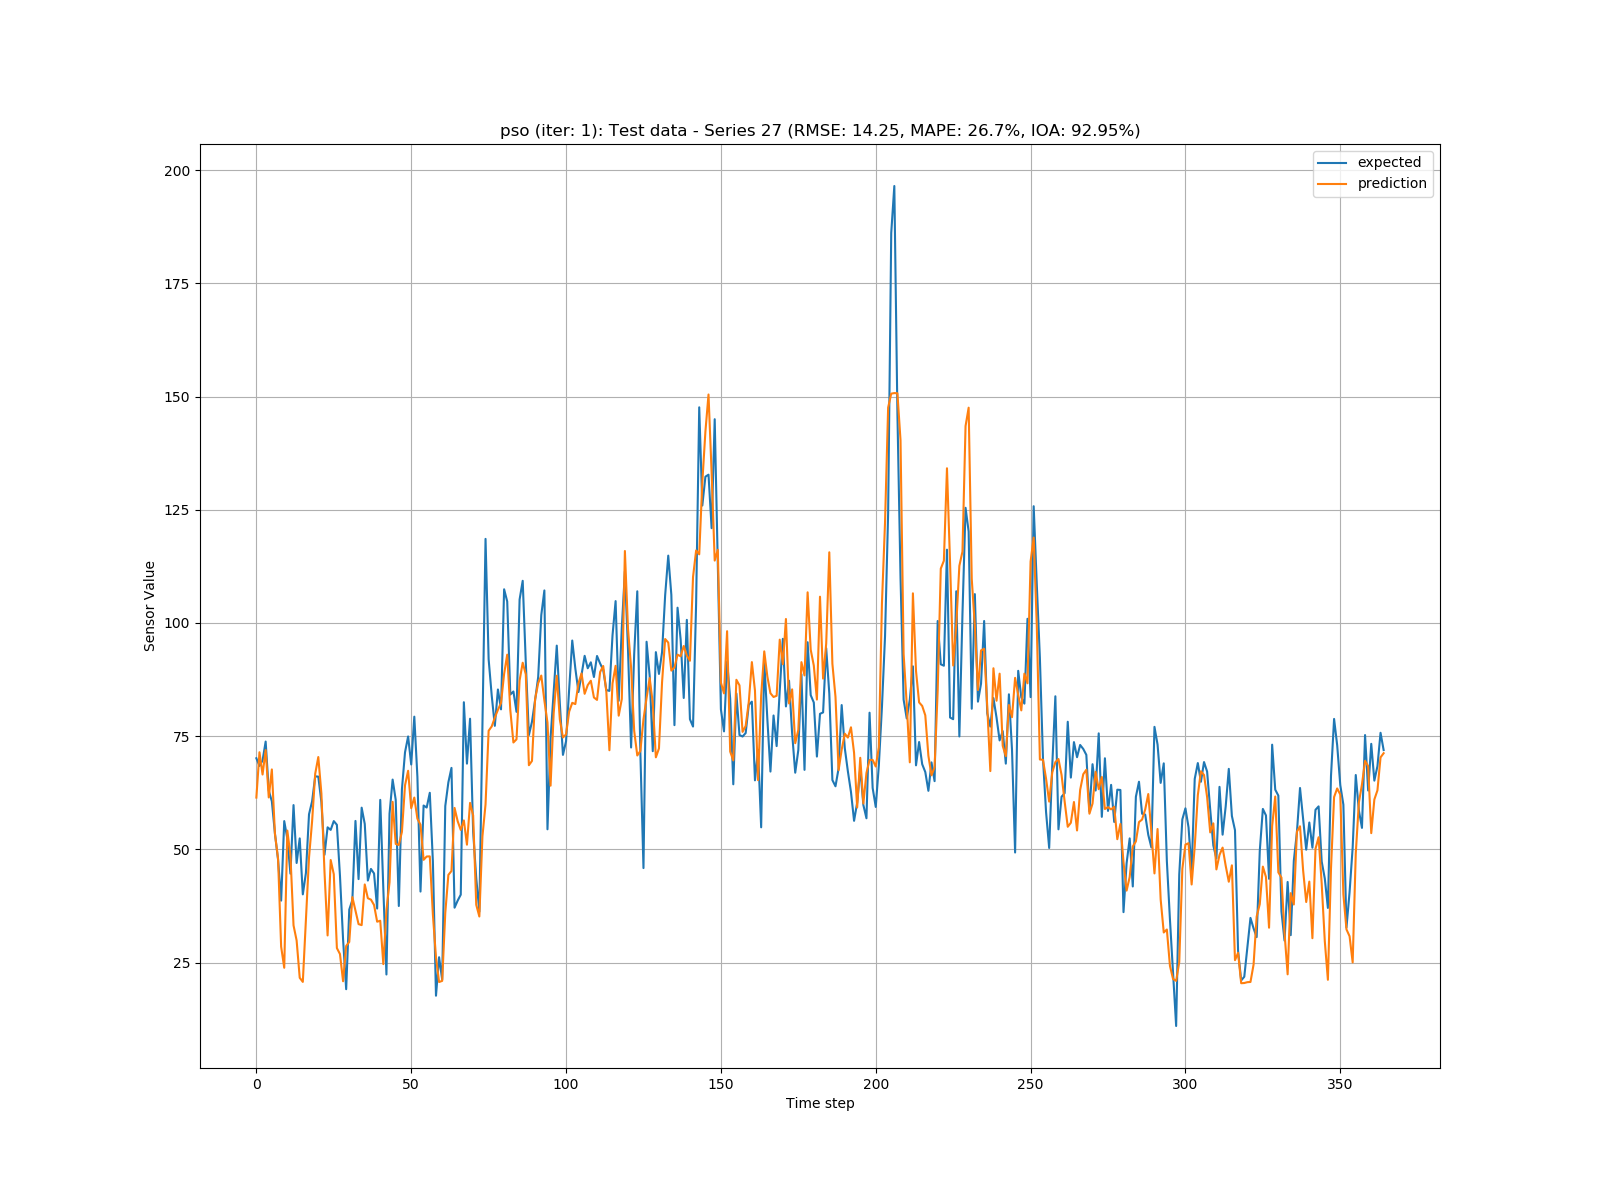 pso (iter: 1): Test data - Series 27 (RMSE: 14.25, MAPE: 26.7%, IOA: 92.95%)
expected
prediction
200
175
150
125
100
75
50
25
Sensor Value
0 50 100 150 200 250 300 350
Time step